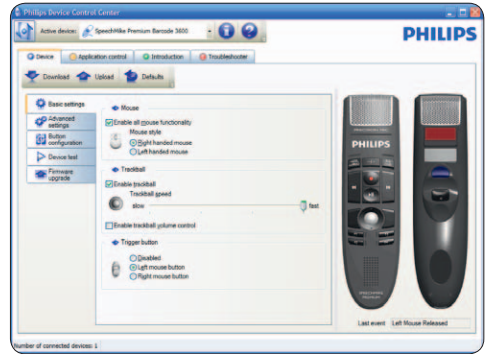 Philips Device Control Center
Active device: SpeechMike Premium Barcode 3600
PHILIPS
Device Application control Introduction Troubleshooter
Download Upload Defaults
Basic settings
Advanced
settings
Button
configuration
Device test
Firmware
upgrade
Mouse
Enable all mouse functionality
Mouse style
Right handed mouse
Left handed mouse
Trackball
Enable trackball
Trackball speed
slow fast
Enable trackball volume control
Trigger button
Disabled
Left mouse button
Right mouse button
PHILIPS
Last event Left Mouse Released
Number of connected devices: 1